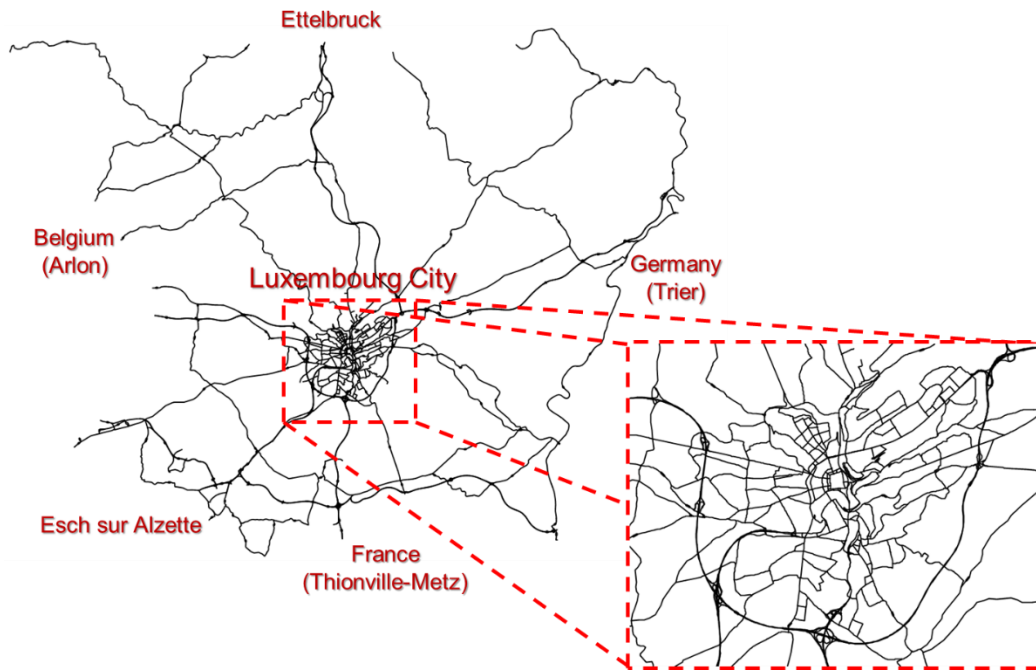 Ettelbruck
Belgium
(Arlon)
Luxembourg City
Germany
(Trier)
Esch sur Alzette
France
(Thionville-Metz)